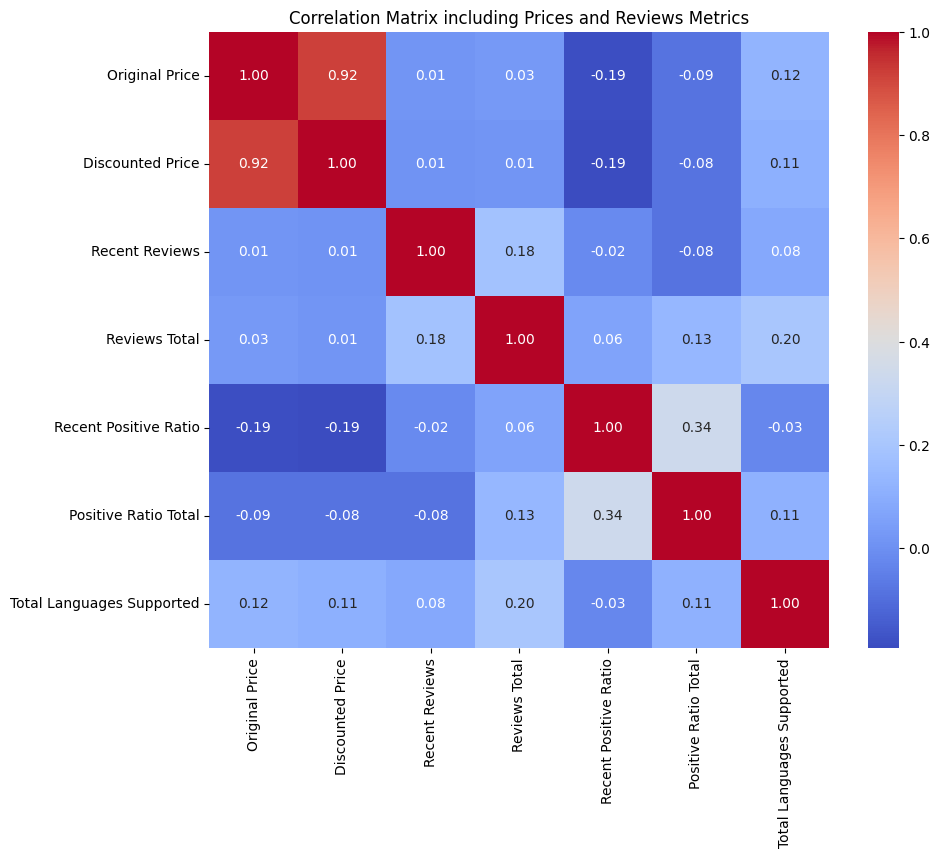 Correlation Matrix including Prices and Reviews Metrics
Original Price 1.00 0.92 0.01 0.03 -0.19 -0.09 0.12
Discounted Price 0.92 1.00 0.01 0.01 -0.19 -0.08 0.11
Recent Reviews 0.01 0.01 1.00 0.18 -0.02 -0.08 0.08
Reviews Total 0.03 0.01 0.18 1.00 0.06 0.13 0.20
Recent Positive Ratio -0.19 -0.19 -0.02 0.06 1.00 0.34 -0.03
Positive Ratio Total -0.09 -0.08 -0.08 0.13 0.34 1.00 0.11
Total Languages Supported 0.12 0.11 0.08 0.20 -0.03 0.11 1.00
Original Price
Discounted Price
Recent Reviews
Reviews Total
Recent Positive Ratio
Positive Ratio Total
Total Languages Supported
1.0
0.8
0.6
0.4
0.2
0.0